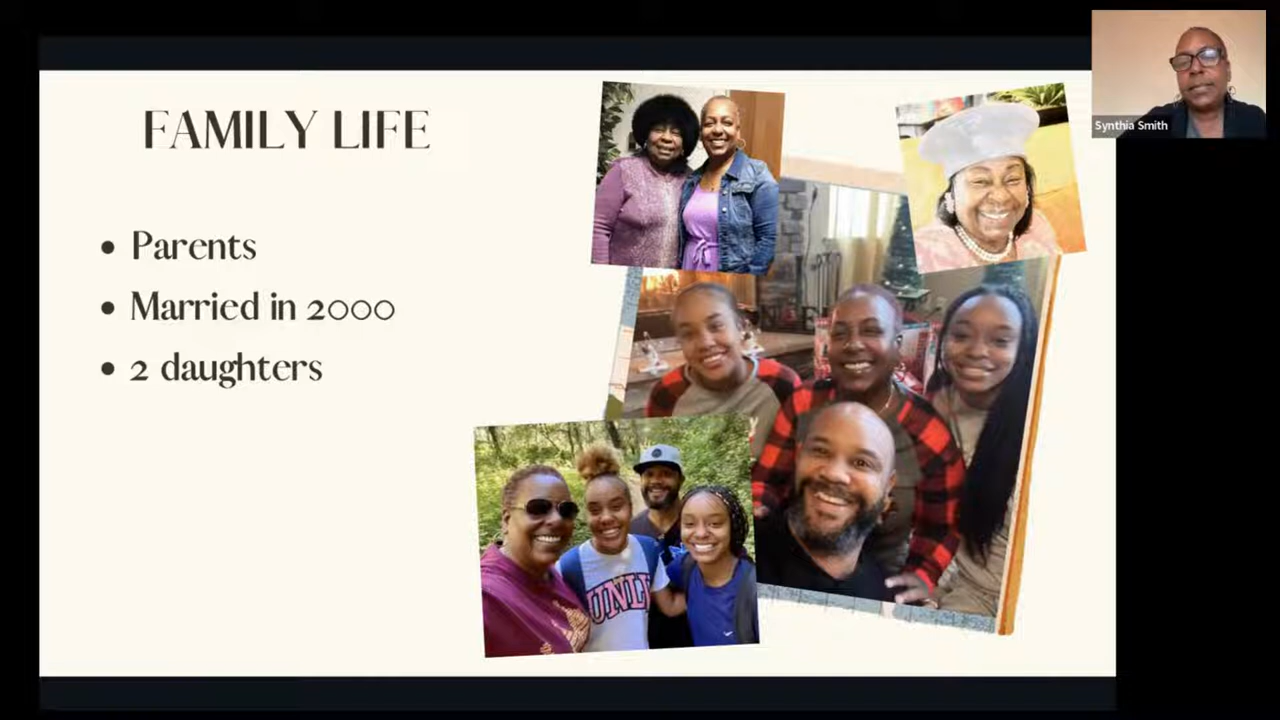 FAMILY LIFE
• Parents
• Married in 2000
• 2 daughters
Synthia Smith
UNLV